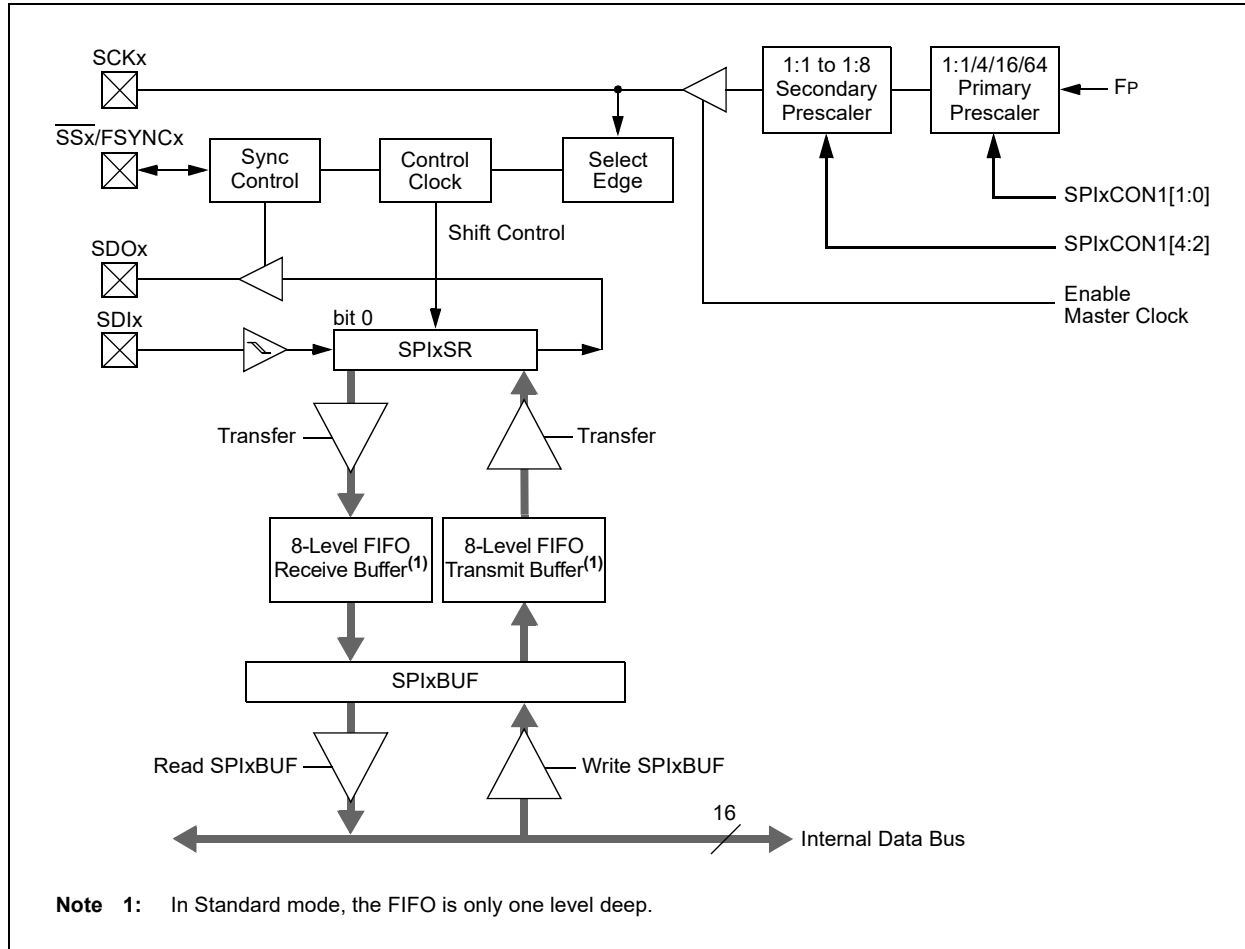 SCKx
1:1 to 1:8
Secondary
Prescaler
1:1/4/16/64
Primary
Prescaler
FP
SSx/FSYNCx
Sync
Control
Control
Clock
Select
Edge
SPIxCON1[1:0]
Shift Control
SPIxCON1[4:2]
SDOx
Enable
Master Clock
SDIx
bit 0
SPIxSR
Transfer
Transfer
8-Level FIFO
Receive Buffer(1)
8-Level FIFO
Transmit Buffer(1)
SPIxBUF
Read SPIxBUF
Write SPIxBUF
16
Internal Data Bus
Note 1: In Standard mode, the FIFO is only one level deep.